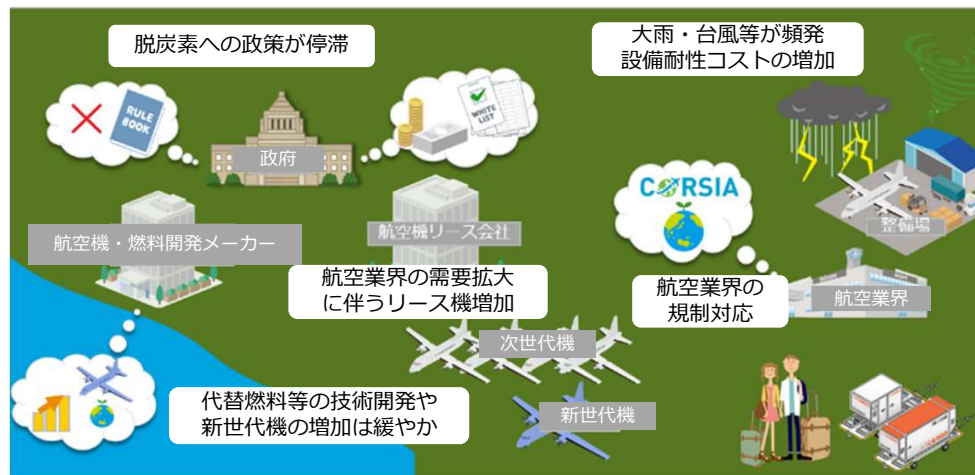 脱炭素への政策が停滞
大雨・台風等が頻発
設備耐性コストの増加
RULE
BOOK
WHITE
LIST
政府
CORSIA
航空機・燃料開発メーカー
航空機リース会社
整備場
航空業界の需要拡大
に伴うリース機増加
航空業界の
規制対応
航空業界
次世代機
代替燃料等の技術開発や
新世代機の増加は緩やか
新世代機